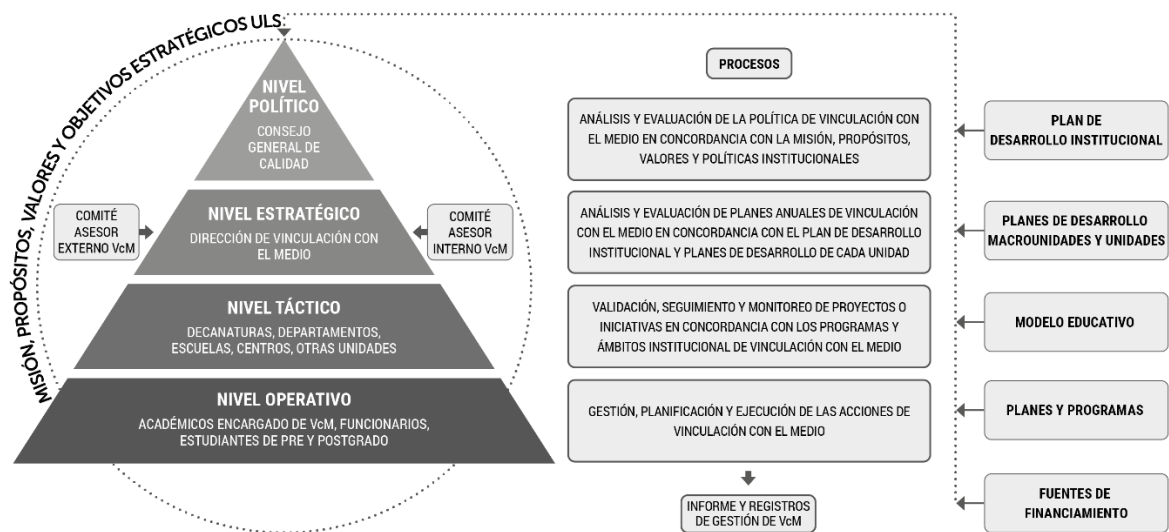 MISIÓN, PROPÓSITOS, VALORES Y OBJETIVOS ESTRATÉGICOS ULS
NIVEL
POLÍTICO
CONSEJO
GENERAL DE
CALIDAD
COMITÉ
ASESOR
EXTERNO VcM
NIVEL ESTRATÉGICO
DIRECCIÓN DE VINCULACIÓN CON
EL MEDIO
COMITÉ
ASESOR
INTERNO VcM
NIVEL TÁCTICO
DECANATURAS, DEPARTAMENTOS,
ESCUELAS, CENTROS, OTRAS UNIDADES
NIVEL OPERATIVO
ACADÉMICOS ENCARGADO DE VcM, FUNCIONARIOS,
ESTUDIANTES DE PRE Y POSTGRADO
PROCESOS
ANÁLISIS Y EVALUACIÓN DE LA POLÍTICA DE VINCULACIÓN CON
EL MEDIO EN CONCORDANCIA CON LA MISIÓN, PROPÓSITOS,
VALORES Y POLÍTICAS INSTITUCIONALES
ANÁLISIS Y EVALUACIÓN DE PLANES ANUALES DE VINCULACIÓN
CON EL MEDIO EN CONCORDANCIA CON EL PLAN DE DESARROLLO
INSTITUCIONAL Y PLANES DE DESARROLLO DE CADA UNIDAD
VALIDACIÓN, SEGUIMIENTO Y MONITOREO DE PROYECTOS O
INICIATIVAS EN CONCORDANCIA CON LOS PROGRAMAS Y
ÁMBITOS INSTITUCIONAL DE VINCULACIÓN CON EL MEDIO
GESTIÓN, PLANIFICACIÓN Y EJECUCIÓN DE LAS ACCIONES DE
VINCULACIÓN CON EL MEDIO
INFORME Y REGISTROS
DE GESTIÓN DE VcM
PLAN DE
DESARROLLO INSTITUCIONAL
PLANES DE DESARROLLO
MACROUNIDADES Y UNIDADES
MODELO EDUCATIVO
PLANES Y PROGRAMAS
FUENTES DE
FINANCIAMIENTO